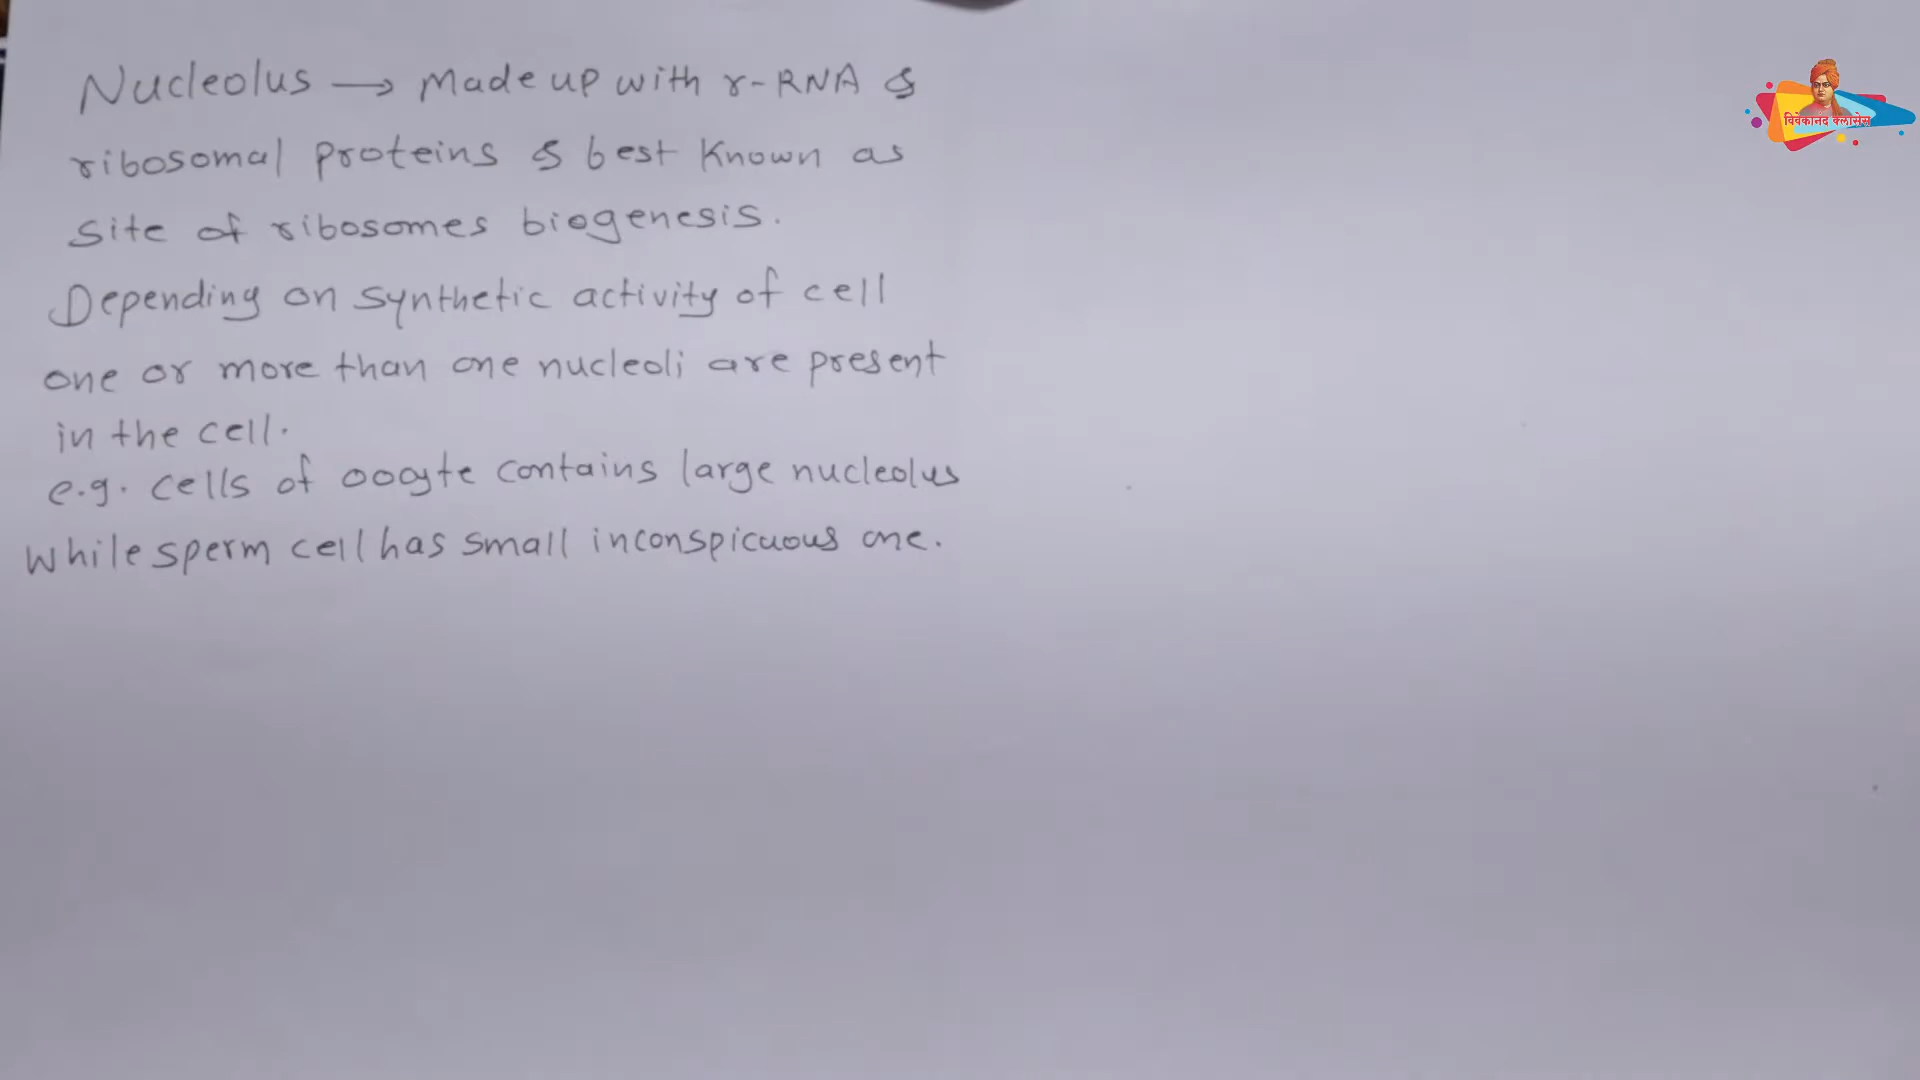 Nucleolus → Made up with r-RNA &
ribosomal proteins & best known as
site of ribosomes biogenesis.
Depending on synthetic activity of cell
one or more than one nucleoli are present
in the cell.
e.g. cells of oocyte contains large nucleolus
While sperm cell has small inconspicuous one.
विवेकानंद क्लासेस